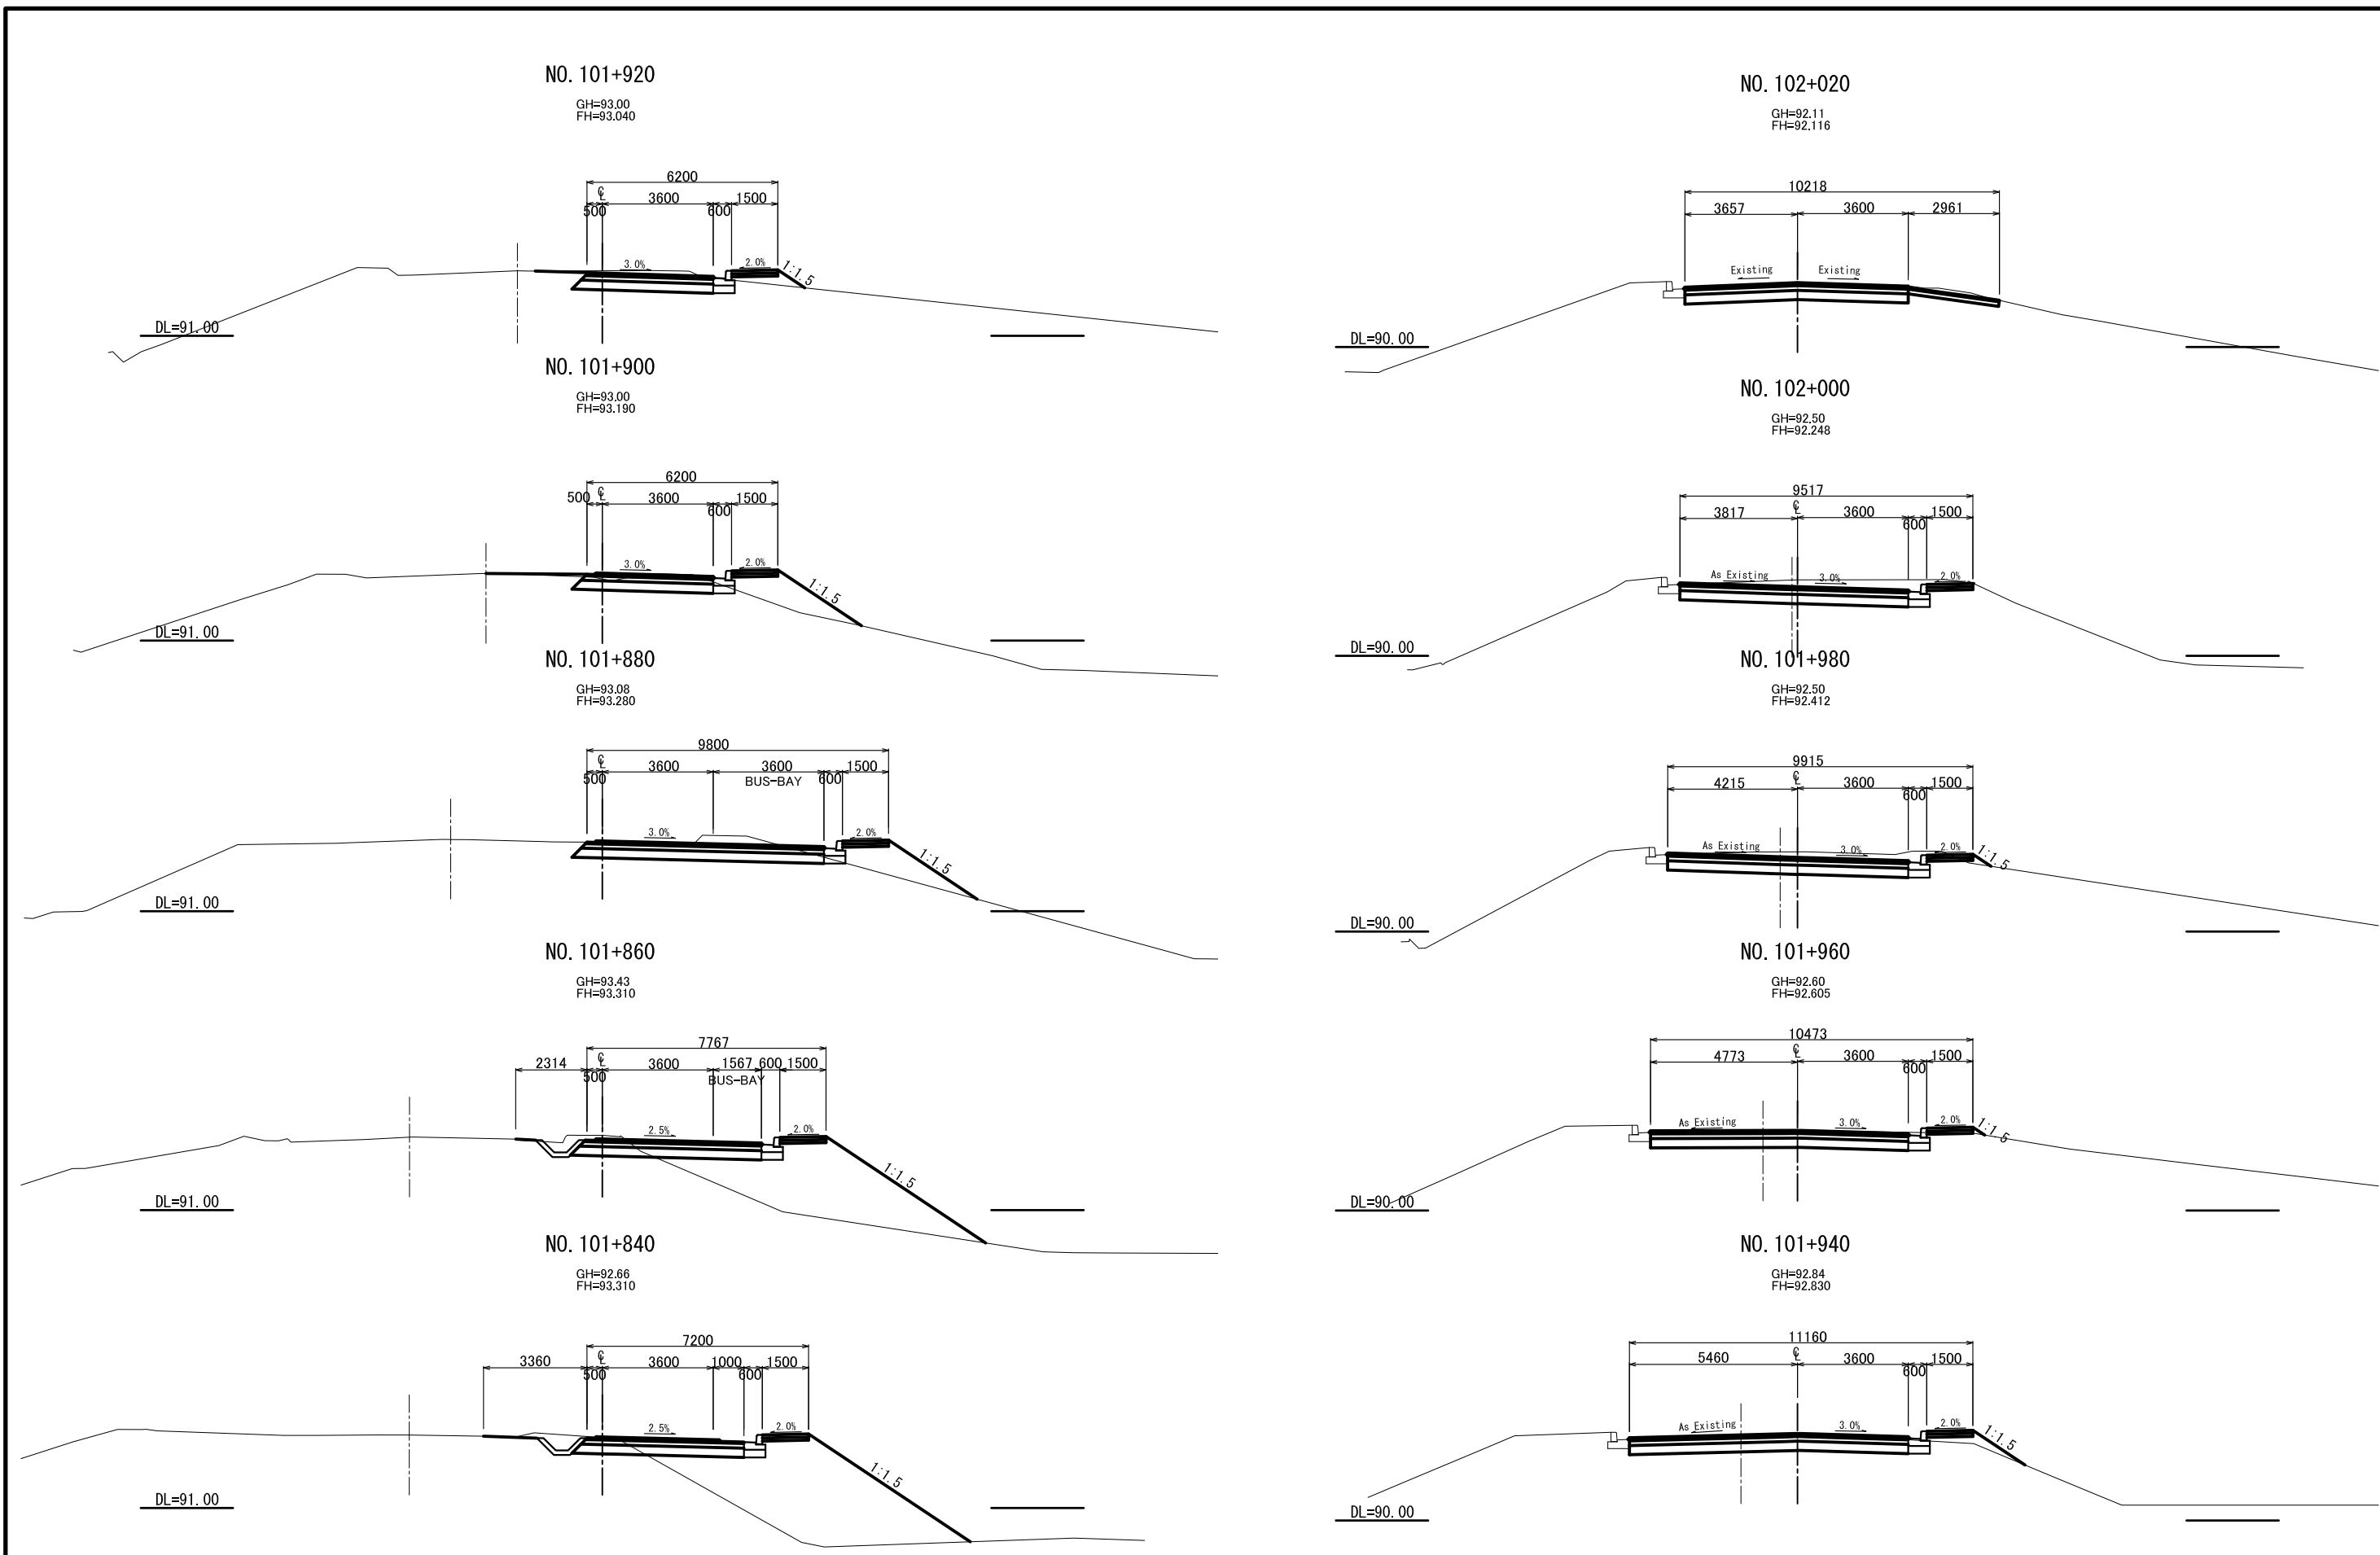 NO. 101+920
GH=93.00
FH=93.040
6200
℄
500 3600 600 1500
3.0% 2.0% 1:1.5
DL=91.00
NO. 101+900
GH=93.00
FH=93.190
6200
500 ℄ 3600 600 1500
3.0% 2.0% 1:1.5
DL=91.00
NO. 101+880
GH=93.08
FH=93.280
9800
℄
500 3600 3600 600 1500
BUS-BAY
3.0% 2.0% 1:1.5
DL=91.00
NO. 101+860
GH=93.43
FH=93.310
7767
2314 ℄ 500 3600 1567 600 1500
BUS-BAY
2.5% 2.0% 1:1.5
DL=91.00
NO. 101+840
GH=92.66
FH=93.310
7200
3360 ℄ 500 3600 1000 600 1500
2.5% 2.0% 1:1.5
DL=91.00
NO. 102+020
GH=92.11
FH=92.116
10218
3657 3600 2961
Existing Existing
DL=90.00
NO. 102+000
GH=92.50
FH=92.248
9517
3817 ℄ 3600 600 1500
As Existing 3.0% 2.0%
DL=90.00
NO. 101+980
GH=92.50
FH=92.412
9915
4215 ℄ 3600 600 1500
As Existing 3.0% 2.0% 1:1.5
DL=90.00
NO. 101+960
GH=92.60
FH=92.605
10473
4773 ℄ 3600 600 1500
As Existing 3.0% 2.0% 1:1.5
DL=90.00
NO. 101+940
GH=92.84
FH=92.830
11160
5460 ℄ 3600 600 1500
As Existing 3.0% 2.0% 1:1.5
DL=90.00